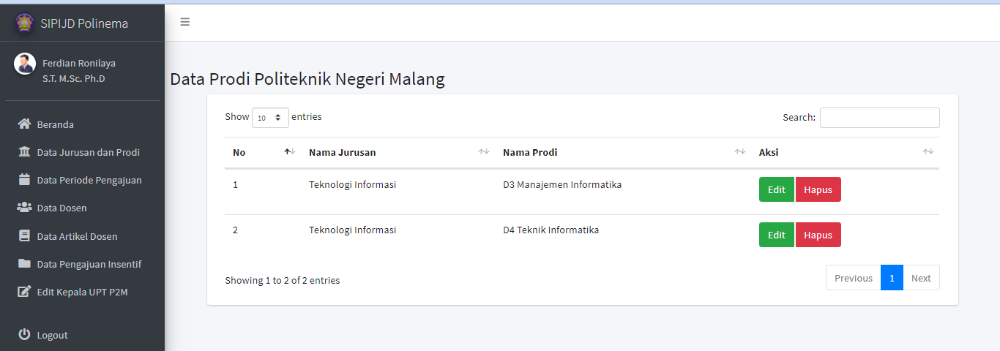 SIPIJD Polinema
Ferdian Ronilaya
S.T. M.Sc. Ph.D
Beranda
Data Jurusan dan Prodi
Data Periode Pengajuan
Data Dosen
Data Artikel Dosen
Data Pengajuan Insentif
Edit Kepala UPT P2M
Logout
Data Prodi Politeknik Negeri Malang
Show 10 entries Search:
No Nama Jurusan Nama Prodi Aksi
1 Teknologi Informasi D3 Manajemen Informatika Edit Hapus
2 Teknologi Informasi D4 Teknik Informatika Edit Hapus
Showing 1 to 2 of 2 entries Previous 1 Next